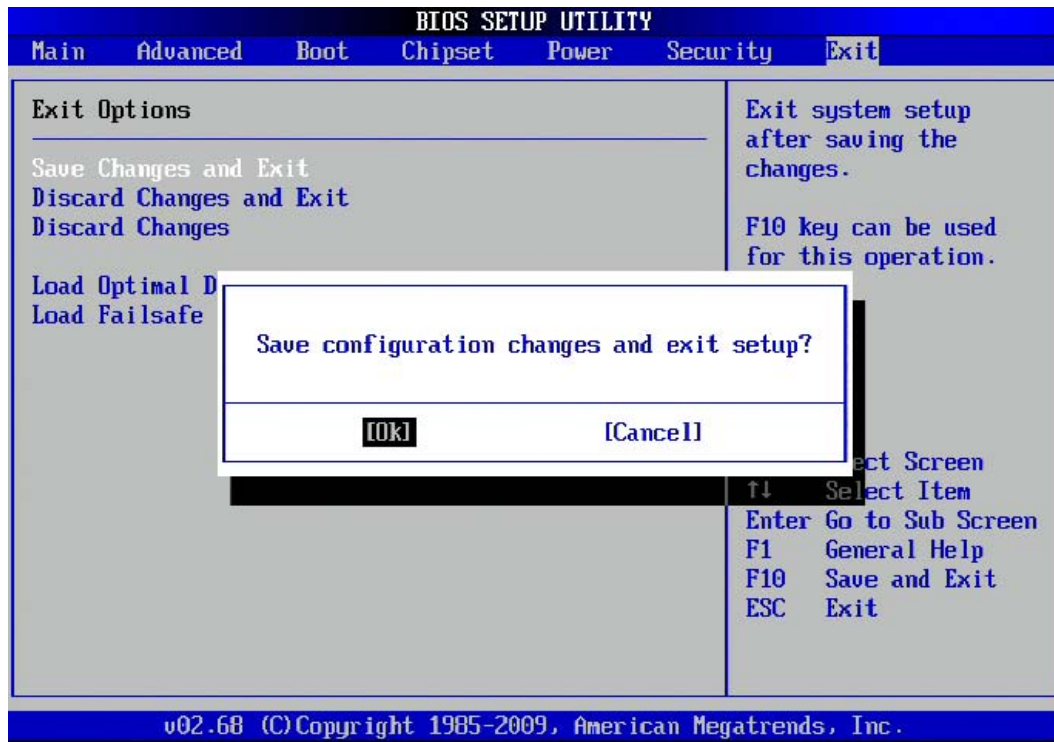 BIOS SETUP UTILITY
Main Advanced Boot Chipset Power Security Exit
Exit Options
Save Changes and Exit
Discard Changes and Exit
Discard Changes
Load Optimal D
Load Failsafe
Exit system setup
after saving the
changes.
F10 key can be used
for this operation.
Save configuration changes and exit setup?
[Ok] [Cancel]
ect Screen
↑↓ Select Item
Enter Go to Sub Screen
F1 General Help
F10 Save and Exit
ESC Exit
v02.68 (C)Copyright 1985-2009, American Megatrends, Inc.